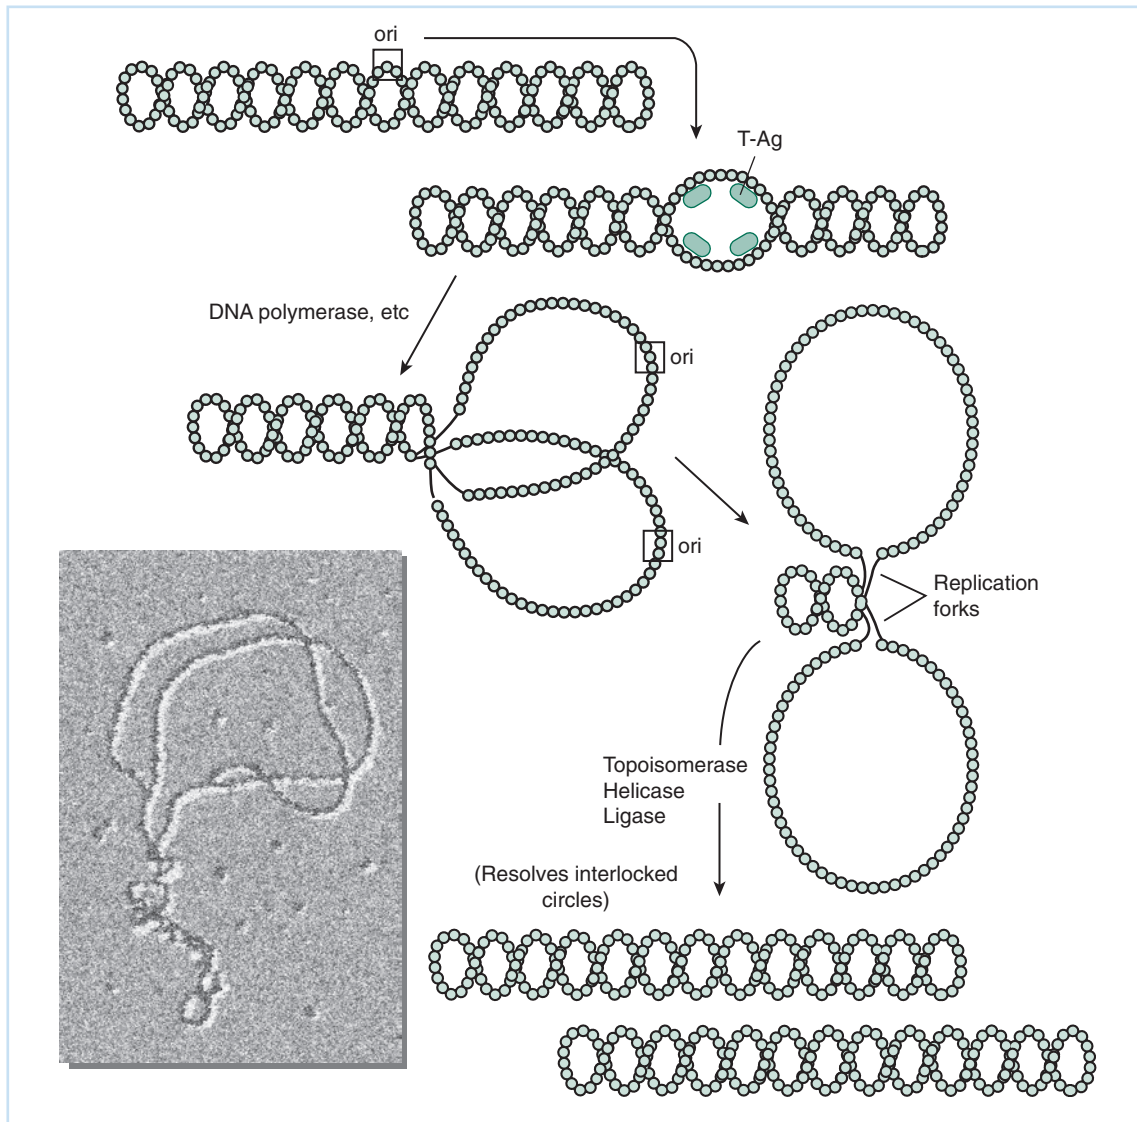 ori
T-Ag
DNA polymerase, etc
ori
ori
Replication
forks
Topoisomerase
Helicase
Ligase
(Resolves interlocked
circles)